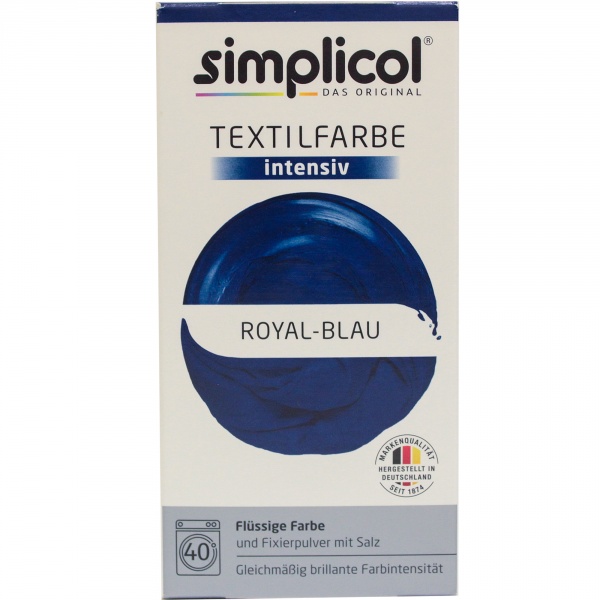 simplicol®
DAS ORIGINAL
TEXTILFARBE
intensiv
ROYAL-BLAU
MARKENQUALITÄT
HERGESTELLT IN
DEUTSCHLAND
SEIT 1874
40
Flüssige Farbe
und Fixierpulver mit Salz
Gleichmäßig brillante Farbintensität